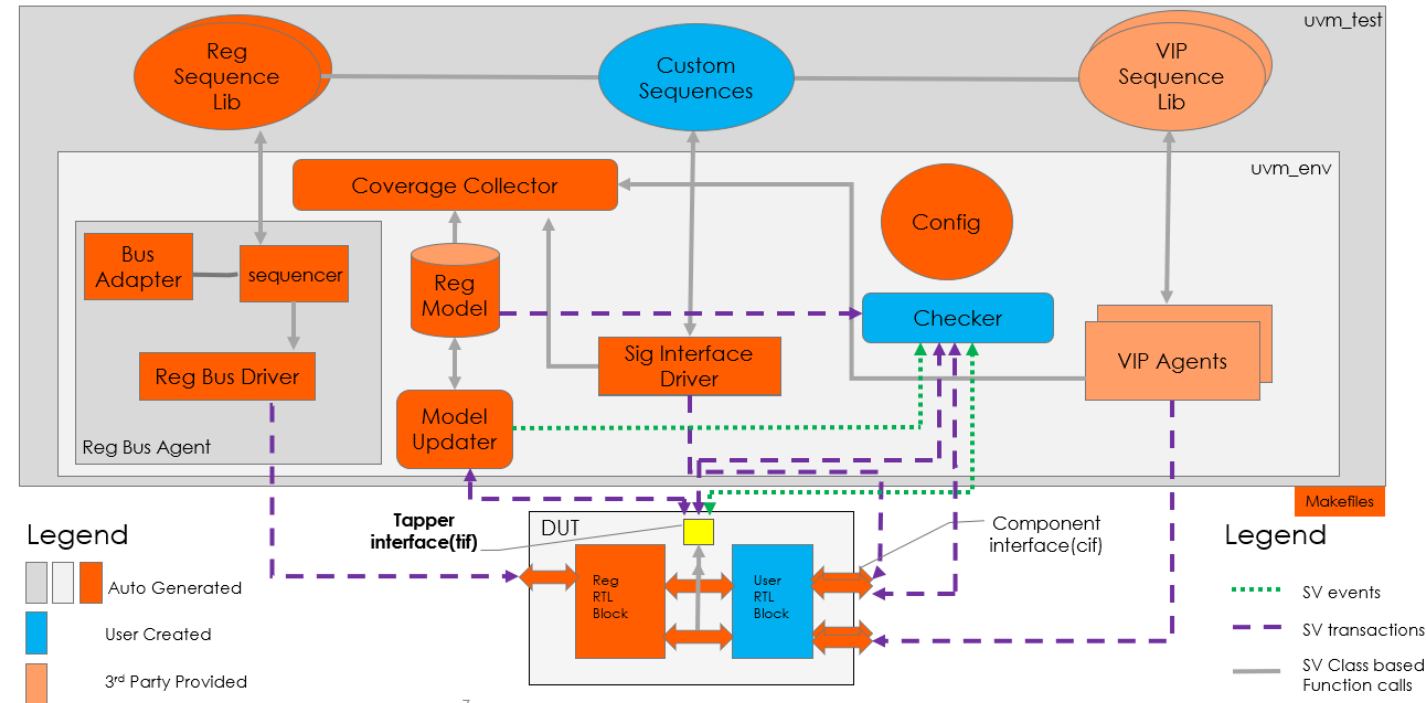 uvm_test
Reg
Sequence
Lib
Custom
Sequences
VIP
Sequence
Lib
uvm_env
Coverage Collector
Config
Bus
Adapter
sequencer
Reg
Model
Checker
Sig Interface
Driver
VIP Agents
Reg Bus Driver
Model
Updater
Reg Bus Agent
Makefiles
Legend
Auto Generated
User Created
3rd Party Provided
Tapper
interface(tif)
DUT
Reg
RTL
Block
User
RTL
Block
Component
interface(cif)
Legend
SV events
SV transactions
SV Class based
Function calls